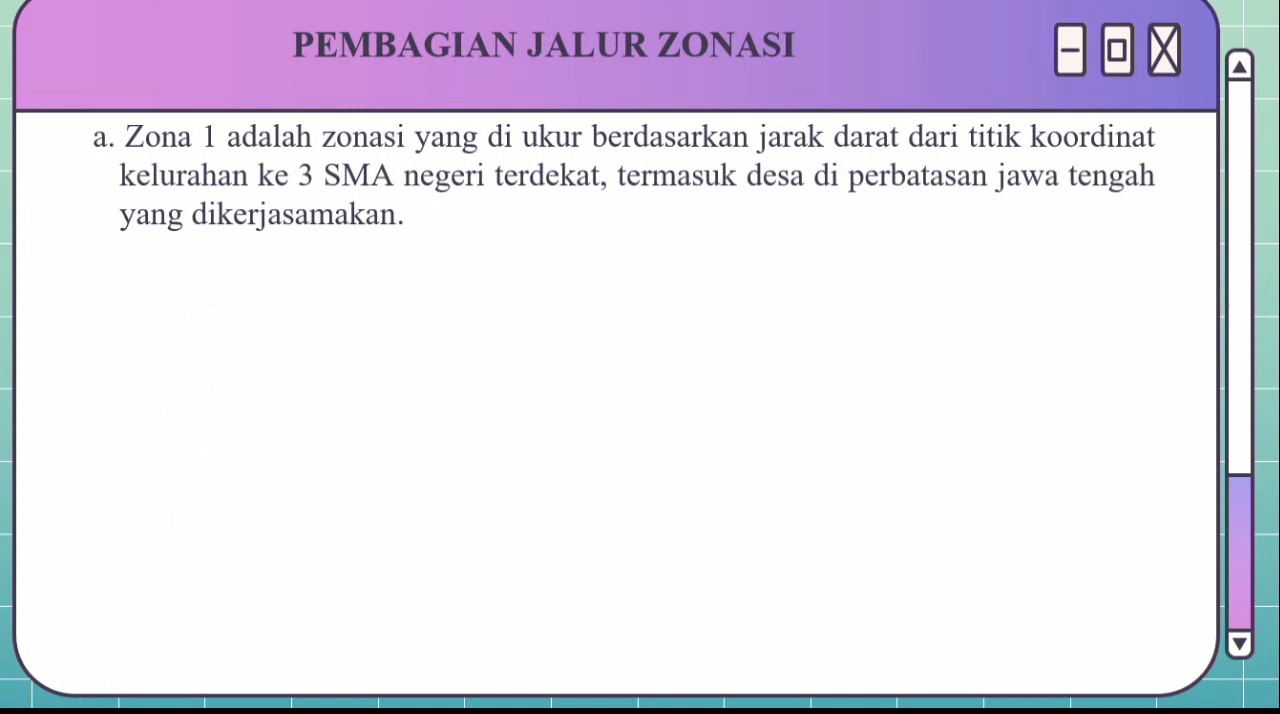 PEMBAGIAN JALUR ZONASI
a. Zona 1 adalah zonasi yang di ukur berdasarkan jarak darat dari titik koordinat
kelurahan ke 3 SMA negeri terdekat, termasuk desa di perbatasan jawa tengah
yang dikerjasamakan.